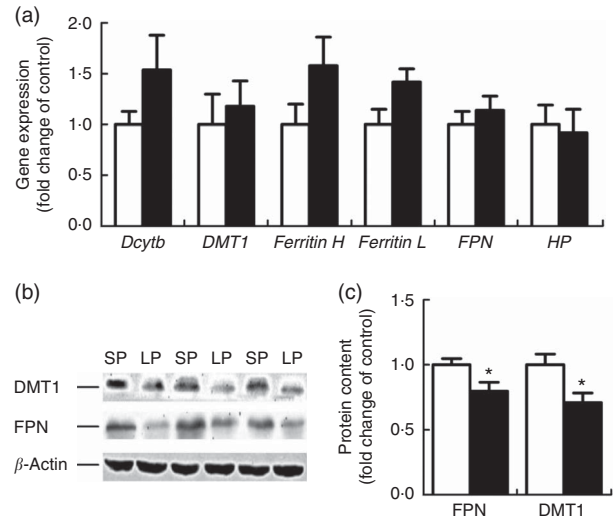 (a)
Gene expression
(fold change of control)
2·0
1·5
1·0
0·5
0·0
Dcytb DMT1 Ferritin H Ferritin L FPN HP
(b)
SP LP SP LP SP LP
DMT1
FPN
β-Actin
(c)
Protein content
(fold change of control)
1·5
1·0
0·5
0·0
* *
FPN DMT1